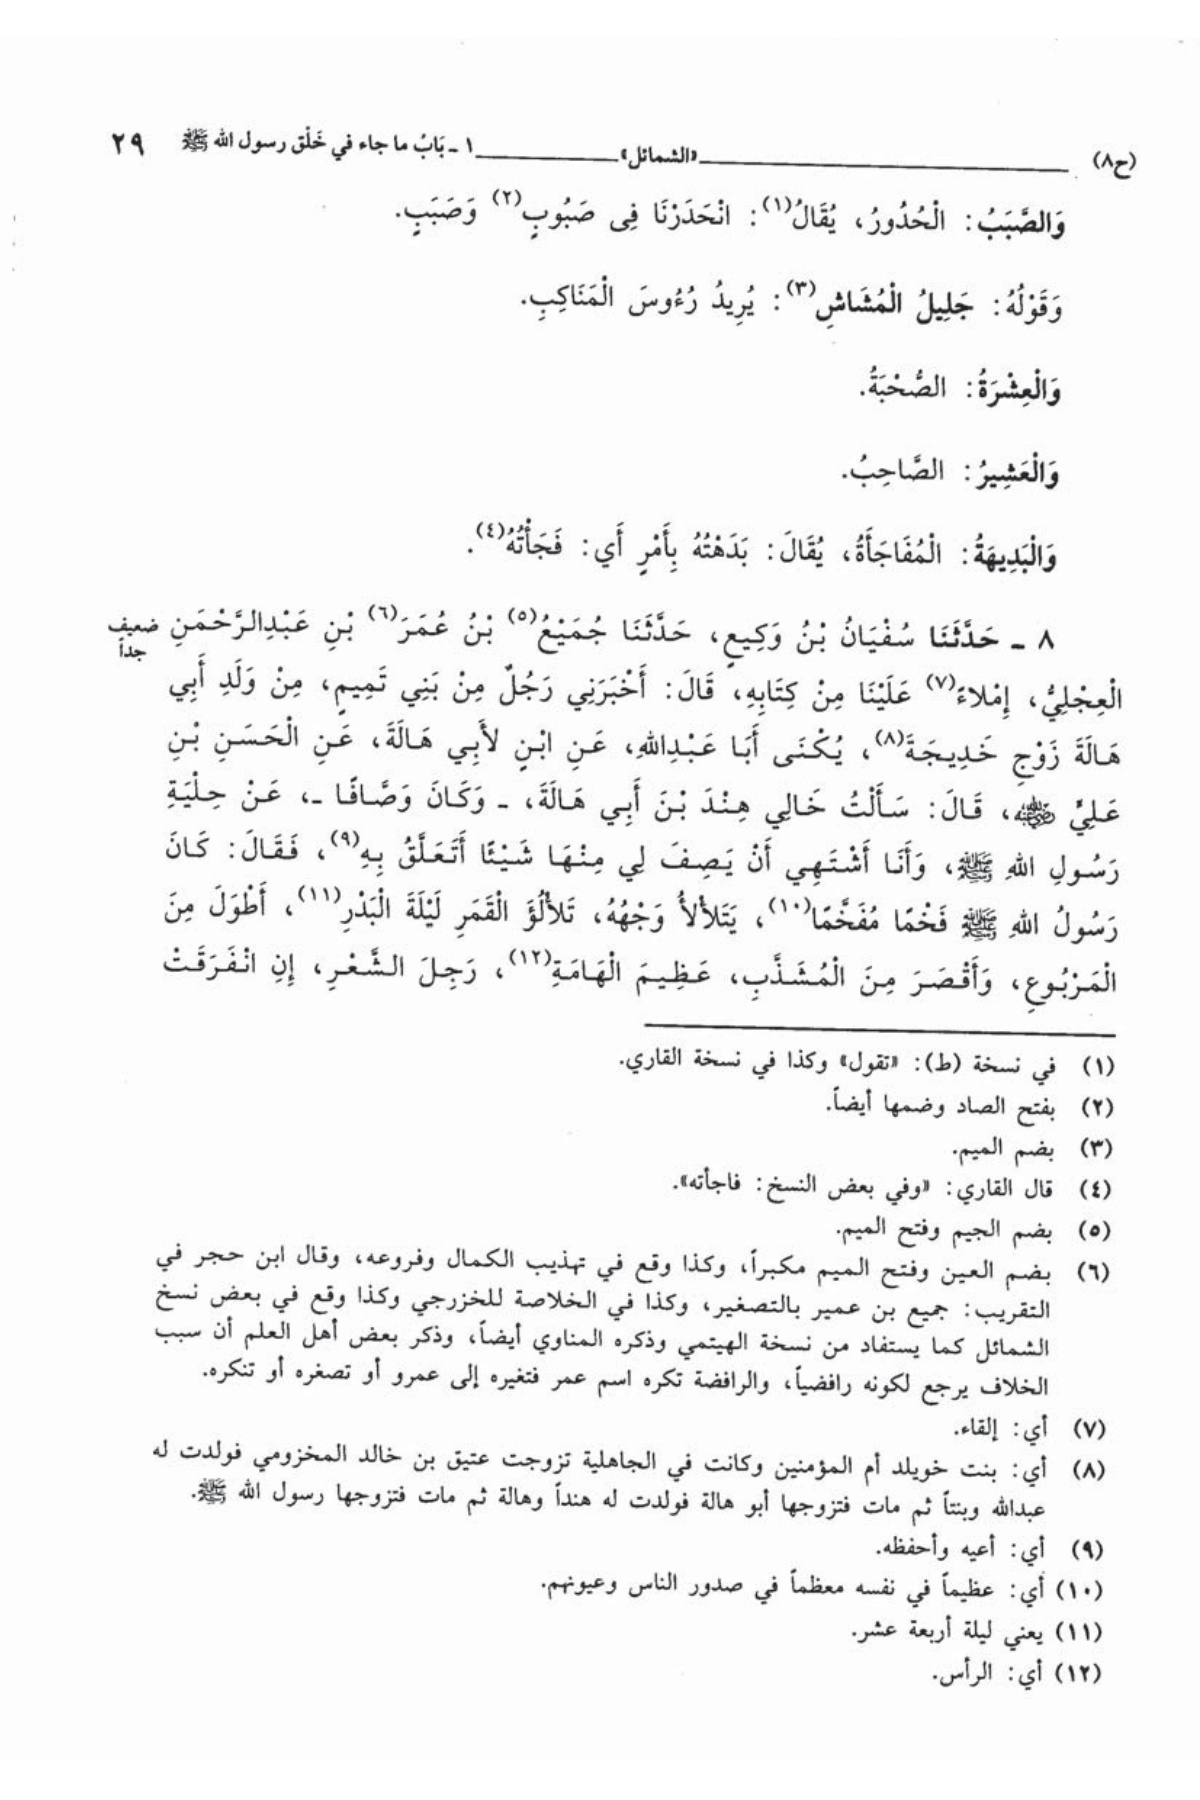 (ح٨) «الشمائل» ١ ـ بَابُ ما جاء في خَلْق رسول الله ﷺ ٢٩
وَالصَّبَبُ: الْحُدُورُ، يُقَالُ(١): انْحَدَرْنَا فِى صَبُوبٍ(٢) وَصَبَبٍ.
وَقَوْلُهُ: جَلِيلُ الْمُشَاشِ(٣): يُرِيدُ رُءُوسَ الْمَنَاكِبِ.
وَالْعِشْرَةُ: الصُّحْبَةُ.
وَالْعَشِيرُ: الصَّاحِبُ.
وَالْبَدِيهَةُ: الْمُفَاجَأَةُ، يُقَالَ: بَدَهْتُهُ بِأَمْرٍ أَي: فَجَأْتُهُ(٤).
٨ ـ حَدَّثَنَا سُفْيَانُ بْنُ وَكِيعٍ، حَدَّثَنَا جُمَيْعُ(٥) بْنُ عُمَرَ(٦) بْنِ عَبْدِالرَّحْمَنِ ضعيف جداً
الْعِجْلِيُّ، إِمْلاءً(٧) عَلَيْنَا مِنْ كِتَابِهِ، قَالَ: أَخْبَرَنِي رَجُلٌ مِنْ بَنِي تَمِيمٍ، مِنْ وَلَدِ أَبِي
هَالَةَ زَوْجِ خَدِيجَةَ(٨)، يُكْنَى أَبَا عَبْدِاللهِ، عَنِ ابْنٍ لأَبِي هَالَةَ، عَنِ الْحَسَنِ بْنِ
عَلِيٍّ رضي الله عنه، قَالَ: سَأَلْتُ خَالِي هِنْدَ بْنَ أَبِي هَالَةَ، ـ وَكَانَ وَصَّافًا ـ، عَنْ حِلْيَةِ
رَسُولِ اللهِ ﷺ، وَأَنَا أَشْتَهِي أَنْ يَصِفَ لِي مِنْهَا شَيْئًا أَتَعَلَّقُ بِهِ(٩)، فَقَالَ: كَانَ
رَسُولُ اللهِ ﷺ فَخْمًا مُفَخَّمًا(١٠)، يَتَلأْلأُ وَجْهُهُ، تَلأْلُؤَ الْقَمَرِ لَيْلَةَ الْبَدْرِ(١١)، أَطْوَلَ مِنَ
الْمَرْبُوعِ، وَأَقْصَرَ مِنَ الْمُشَذَّبِ، عَظِيمَ الْهَامَةِ(١٢)، رَجِلَ الشَّعْرِ، إِنِ انْفَرَقَتْ
(١) في نسخة (ط): «تقول» وكذا في نسخة القاري.
(٢) بفتح الصاد وضمها أيضاً.
(٣) بضم الميم.
(٤) قال القاري: «وفي بعض النسخ: فاجأته».
(٥) بضم الجيم وفتح الميم.
(٦) بضم العين وفتح الميم مكبراً، وكذا وقع في تهذيب الكمال وفروعه، وقال ابن حجر في
التقريب: جميع بن عمير بالتصغير، وكذا في الخلاصة للخزرجي وكذا وقع في بعض نسخ
الشمائل كما يستفاد من نسخة الهيتمي وذكره المناوي أيضاً، وذكر بعض أهل العلم أن سبب
الخلاف يرجع لكونه رافضياً، والرافضة تكره اسم عمر فتغيره إلى عمرو أو تصغره أو تنكره.
(٧) أي: إلقاء.
(٨) أي: بنت خويلد أم المؤمنين وكانت في الجاهلية تزوجت عتيق بن خالد المخزومي فولدت له
عبدالله وبنتاً ثم مات فتزوجها أبو هالة فولدت له هنداً وهالة ثم مات فتزوجها رسول الله ﷺ.
(٩) أي: أعيه وأحفظه.
(١٠) أي: عظيماً في نفسه معظماً في صدور الناس وعيونهم.
(١١) يعني ليلة أربعة عشر.
(١٢) أي: الرأس.